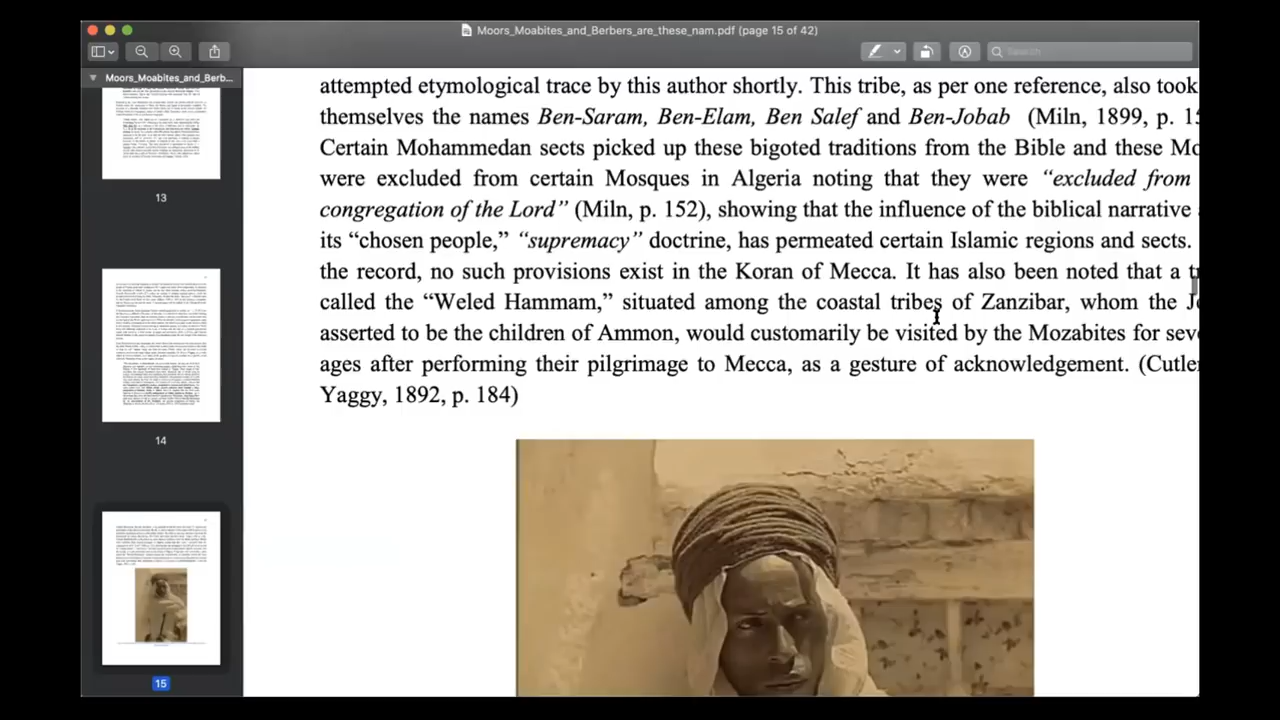 Moors_Moabites_and_Berbers_are_these_nam.pdf (page 15 of 42)
Search
Moors_Moabites_and_Berb...
13
14
15
attempted etymological trace by this author shortly. This tribe, as per one reference, also took
themselves the names Ben-Saram, Ben-Elam, Ben Salef and Ben-Jobab (Miln, 1899, p.
Certain Mohammedan sects picked up these bigoted notions from the Bible and these
were excluded from certain Mosques in Algeria noting that they were “excluded from
congregation of the Lord” (Miln, p. 152), showing that the influence of the biblical narrative
its “chosen people,” “supremacy” doctrine, has permeated certain Islamic regions and sects.
the record, no such provisions exist in the Koran of Mecca. It has also been noted that a
called the “Weled Hamman,” situated among the coastal tribes of Zanzibar, whom the
asserted to be the children of Ammon, would customarily be visited by the Mozabites for
ages after performing their pilgrimage to Mecca, as a gesture of acknowledgement.
Yaggy, 1892, p. 184)